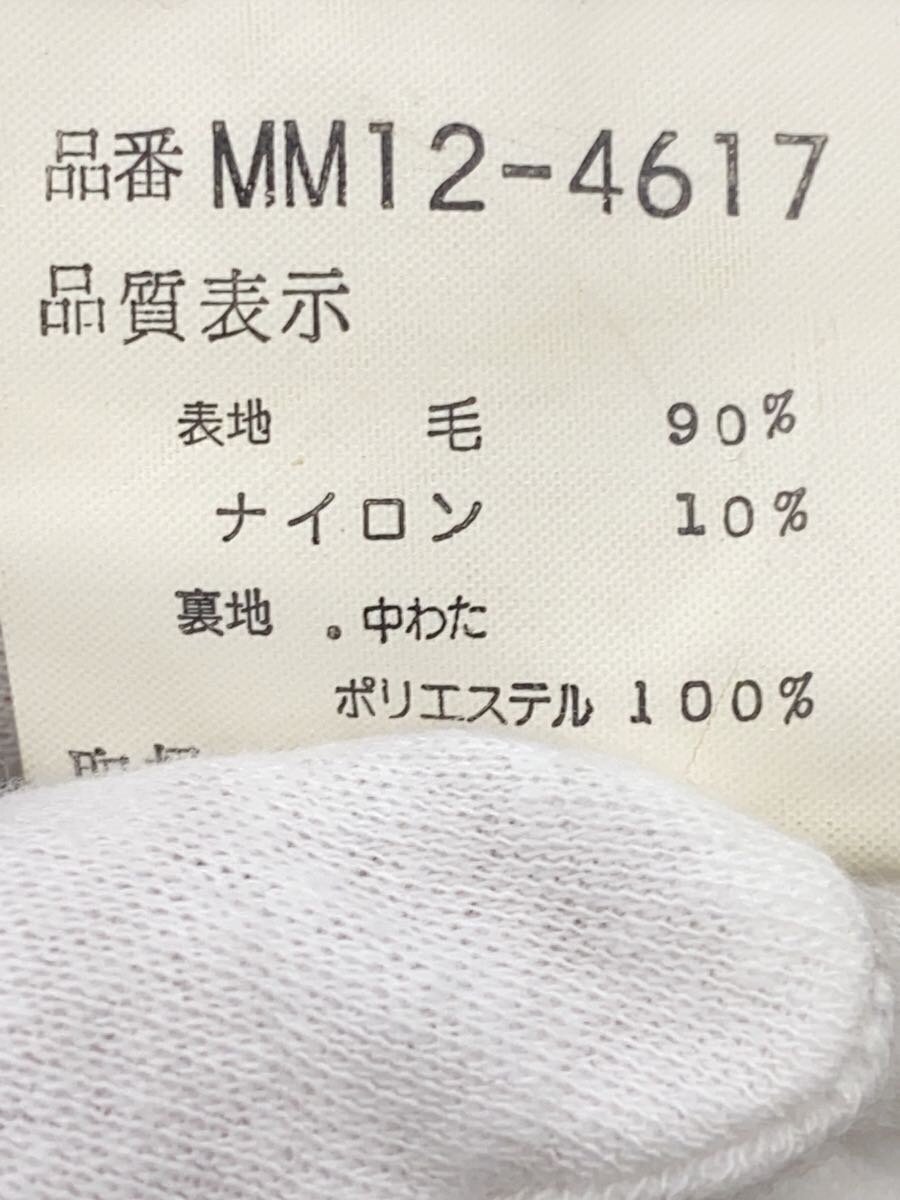 品番 MM12-4617
品質表示
表地 毛 90%
ナイロン 10%
裏地 .中わた
ポリエステル 100%